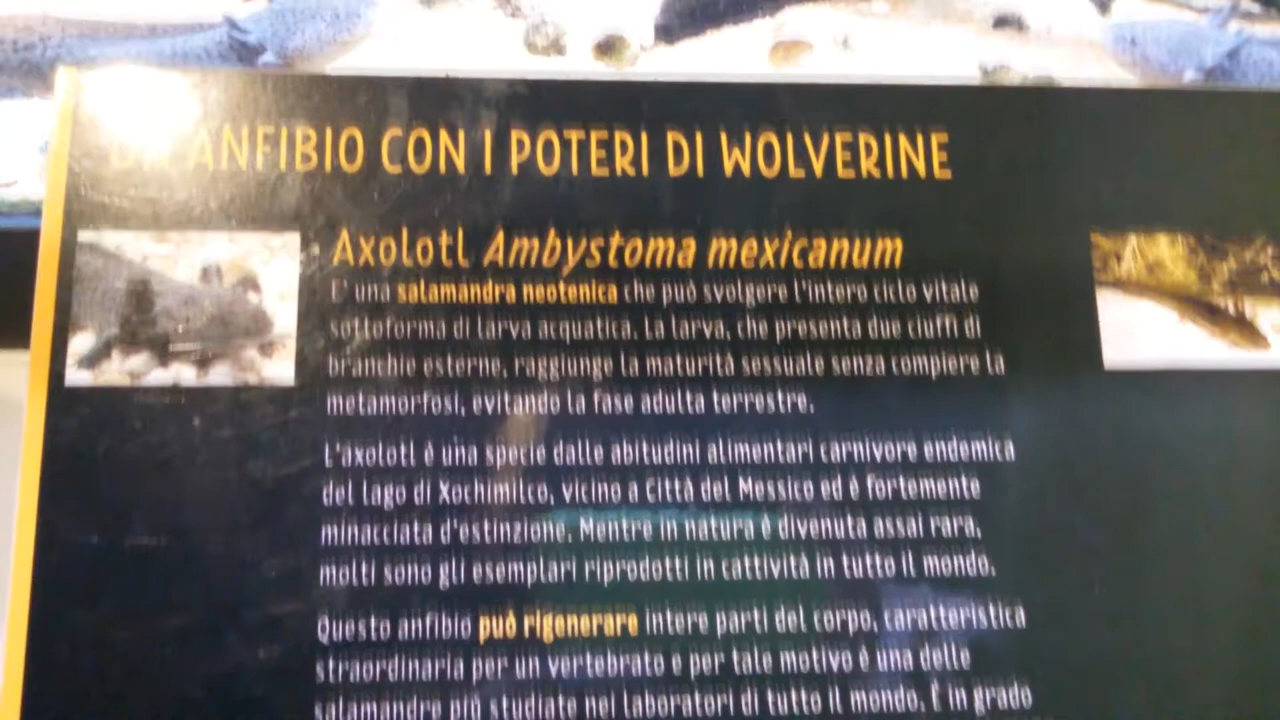 UN ANFIBIO CON I POTERI DI WOLVERINE
Axolotl Ambystoma mexicanum
E' una salamandra neotenica che può svolgere l'intero ciclo vitale
sottoforma di larva acquatica. La larva, che presenta due ciuffi di
branchie esterne, raggiunge la maturità sessuale senza compiere la
metamorfosi, evitando la fase adulta terrestre.
L'axolotl è una specie dalle abitudini alimentari carnivore endemica
del lago di Xochimilco, vicino a Città del Messico ed è fortemente
minacciata d'estinzione. Mentre in natura è divenuta assai rara,
molti sono gli esemplari riprodotti in cattività in tutto il mondo.
Questo anfibio può rigenerare intere parti del corpo, caratteristica
straordinaria per un vertebrato e per tale motivo è una delle
salamandre più studiate nei laboratori di tutto il mondo. È in grado